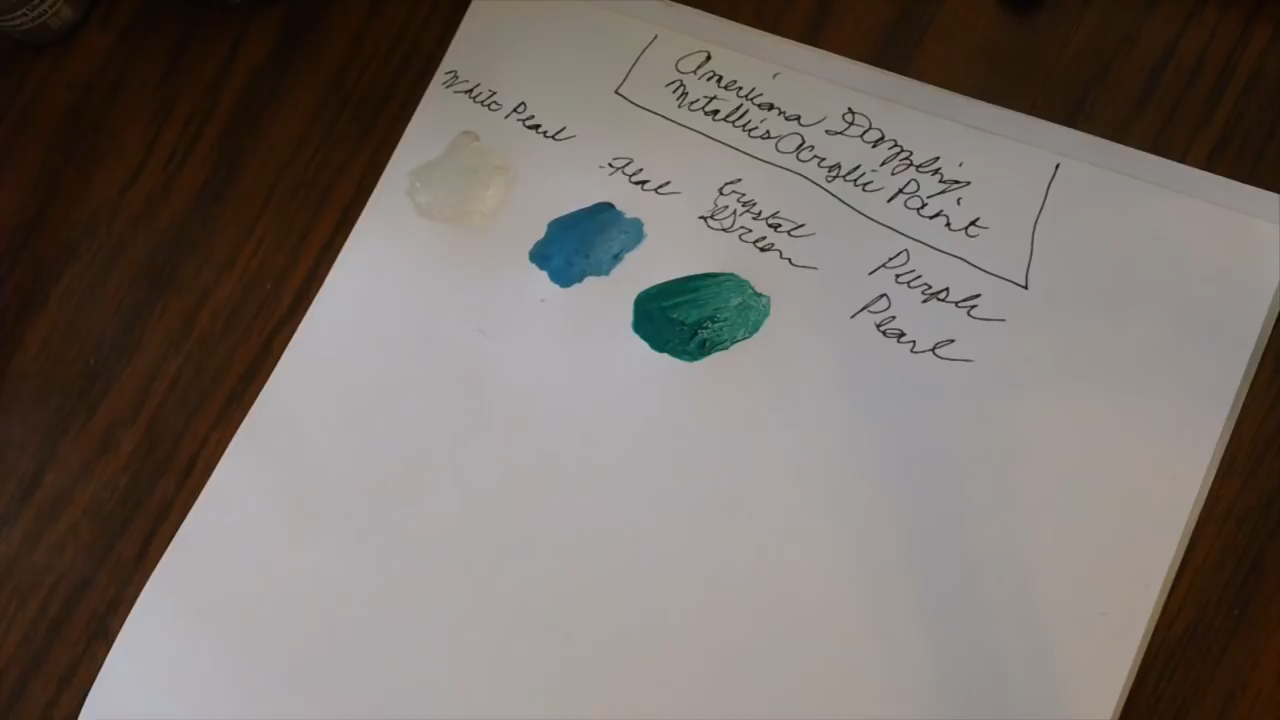 Americana Dazzling
Metallic Acrylic Paint
White Pearl
Teal
Crystal
Green
Purple
Pearl